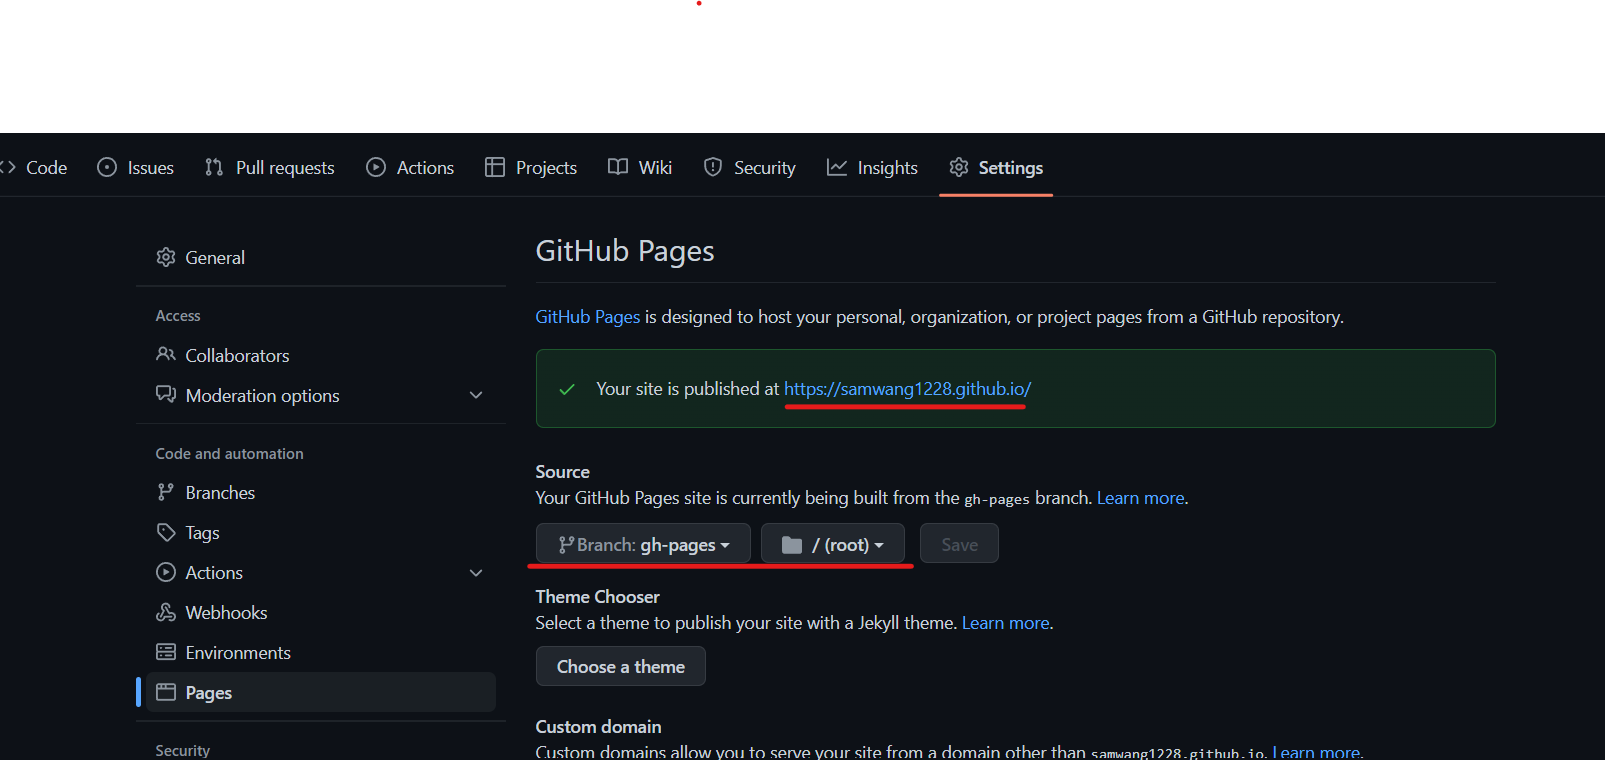 Code Issues Pull requests Actions Projects Wiki Security Insights Settings
General
Access
Collaborators
Moderation options
Code and automation
Branches
Tags
Actions
Webhooks
Environments
Pages
Security
GitHub Pages
GitHub Pages is designed to host your personal, organization, or project pages from a GitHub repository.
Your site is published at https://samwang1228.github.io/
Source
Your GitHub Pages site is currently being built from the gh-pages branch. Learn more.
Branch: gh-pages / (root) Save
Theme Chooser
Select a theme to publish your site with a Jekyll theme. Learn more.
Choose a theme
Custom domain
Custom domains allow you to serve your site from a domain other than samwang1228.github.io. Learn more.